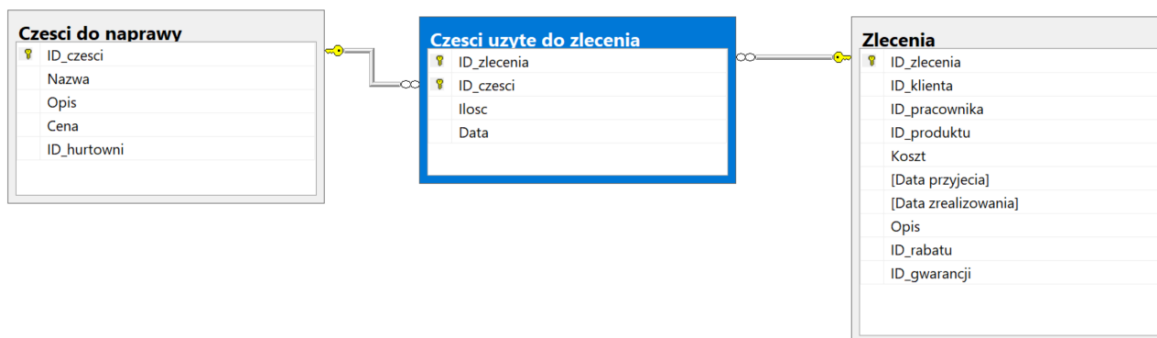 Czesci do naprawy
ID_czesci
Nazwa
Opis
Cena
ID_hurtowni
Czesci uzyte do zlecenia
ID_zlecenia
ID_czesci
Ilosc
Data
Zlecenia
ID_zlecenia
ID_klienta
ID_pracownika
ID_produktu
Koszt
[Data przyjecia]
[Data zrealizowania]
Opis
ID_rabatu
ID_gwarancji